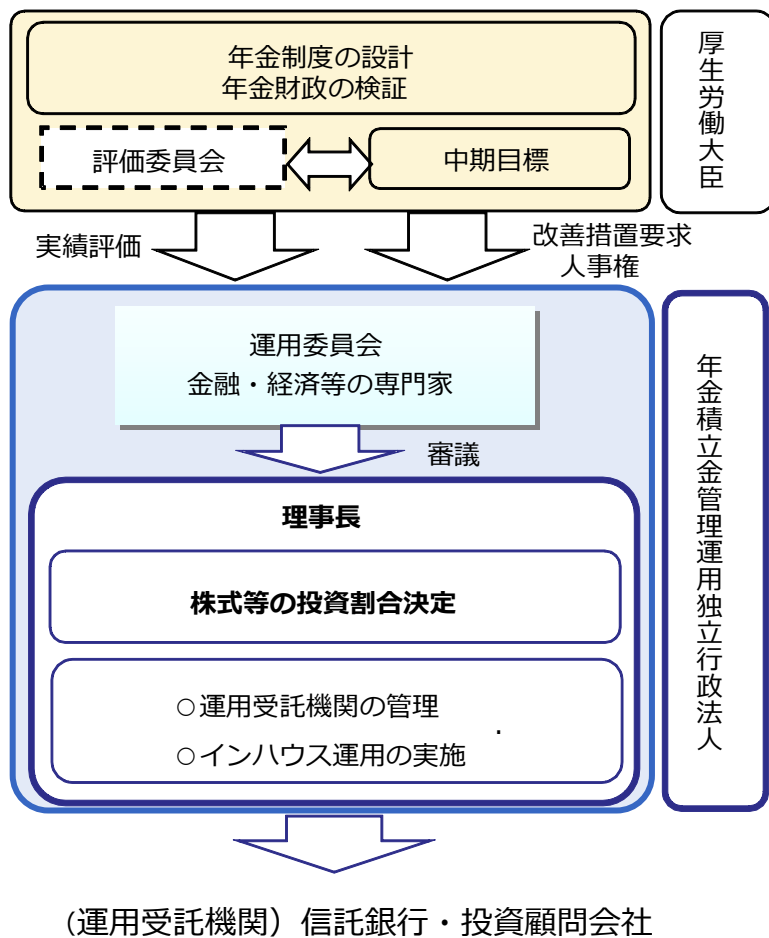 年金制度の設計
年金財政の検証
評価委員会
中期目標
厚生労働大臣
実績評価
改善措置要求
人事権
運用委員会
金融・経済等の専門家
審議
理事長
株式等の投資割合決定
○運用受託機関の管理
○インハウス運用の実施
.
年金積立金管理運用独立行政法人
(運用受託機関）信託銀行・投資顧問会社